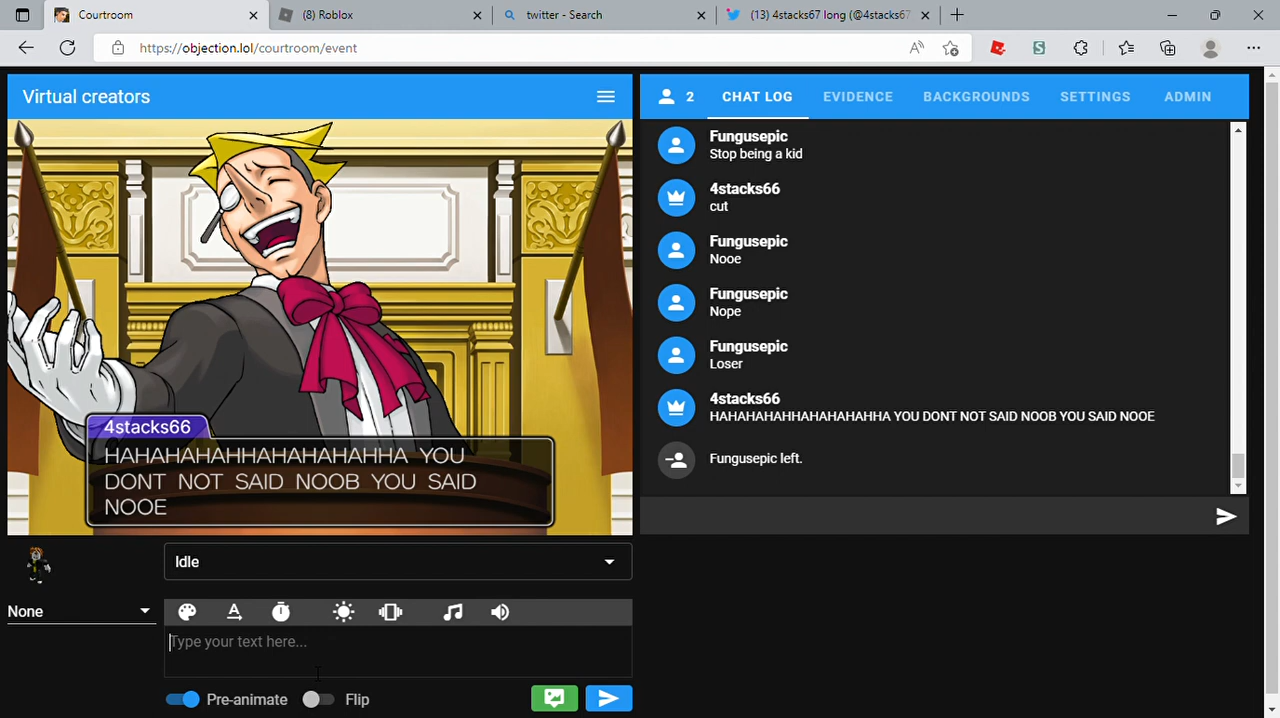 Courtroom
(8) Roblox
twitter - Search
(13) 4stacks67 long (@4stacks67
https://objection.lol/courtroom/event
Virtual creators
2
CHAT LOG
EVIDENCE
BACKGROUNDS
SETTINGS
ADMIN
Fungusepic
Stop being a kid
4stacks66
cut
Fungusepic
Nooe
Fungusepic
Nope
Fungusepic
Loser
4stacks66
HAHAHAHAHHAHAHAHAHHA YOU DONT NOT SAID NOOB YOU SAID NOOE
Fungusepic left.
4stacks66
HAHAHAHAHHAHAHAHAHHA YOU
DONT NOT SAID NOOB YOU SAID
NOOE
Idle
None
Type your text here...
Pre-animate
Flip